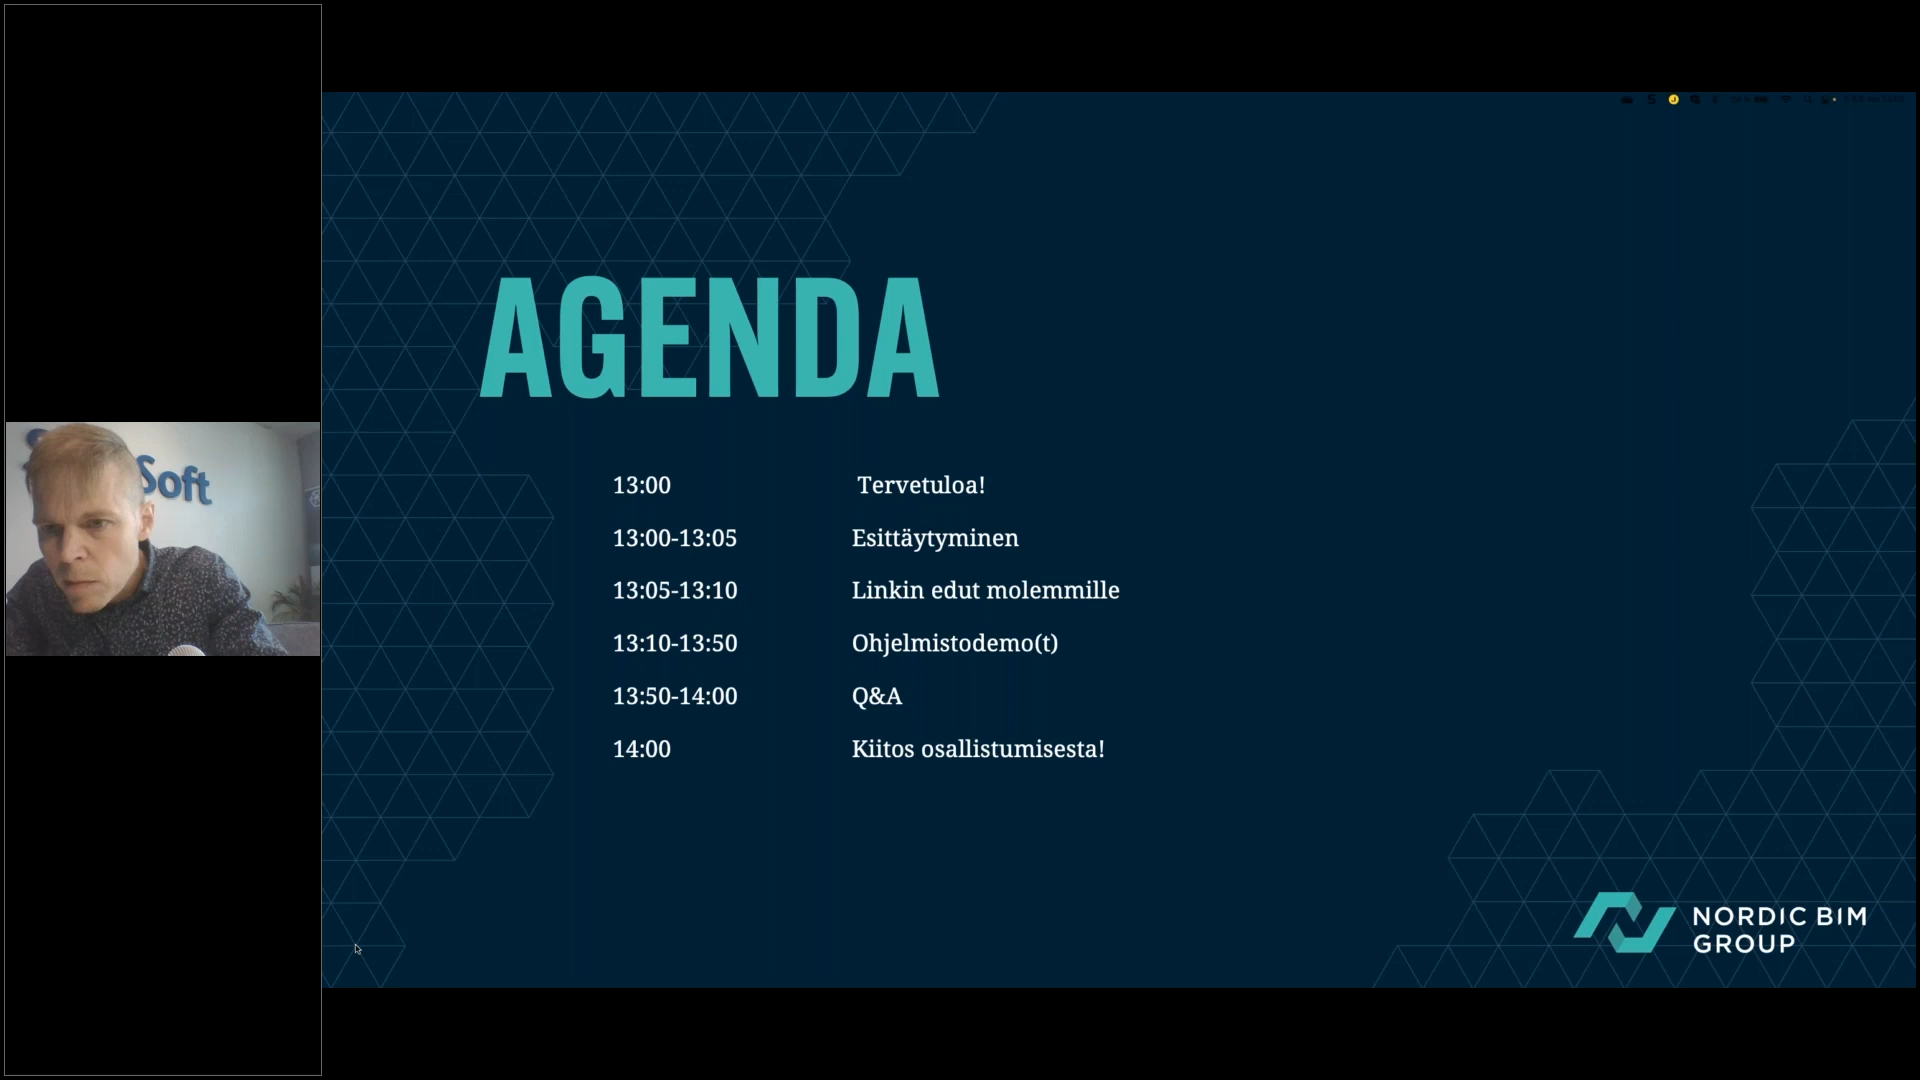 Soft
AGENDA
13:00 Tervetuloa!
13:00-13:05 Esittäytyminen
13:05-13:10 Linkin edut molemmille
13:10-13:50 Ohjelmistodemo(t)
13:50-14:00 Q&A
14:00 Kiitos osallistumisesta!
NORDIC BIM
GROUP